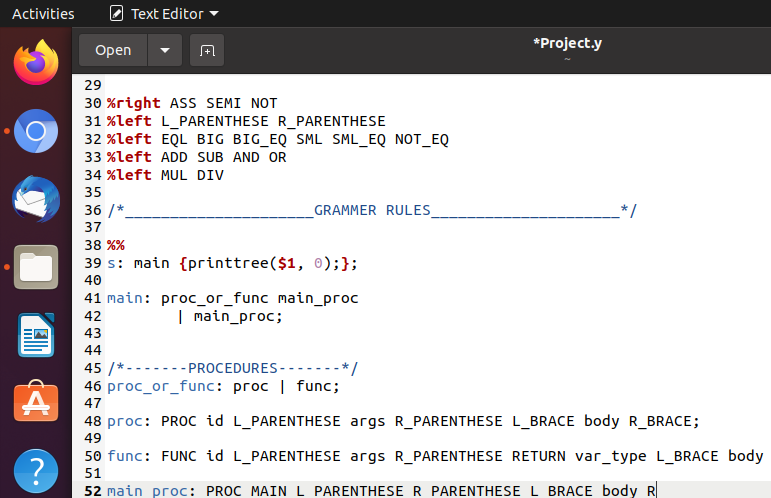 Activities
Text Editor
Open
*Project.y
~
29
30 %right ASS SEMI NOT
31 %left L_PARENTHESE R_PARENTHESE
32 %left EQL BIG BIG_EQ SML SML_EQ NOT_EQ
33 %left ADD SUB AND OR
34 %left MUL DIV
35
36 /*_____________________GRAMMER RULES_____________________*/
37
38 %%
39 s: main {printtree($1, 0);};
40
41 main: proc_or_func main_proc
42         | main_proc;
43
44
45 /*-------PROCEDURES-------*/
46 proc_or_func: proc | func;
47
48 proc: PROC id L_PARENTHESE args R_PARENTHESE L_BRACE body R_BRACE;
49
50 func: FUNC id L_PARENTHESE args R_PARENTHESE RETURN var_type L_BRACE body
51
52 main_proc: PROC MAIN L_PARENTHESE R_PARENTHESE L_BRACE body R